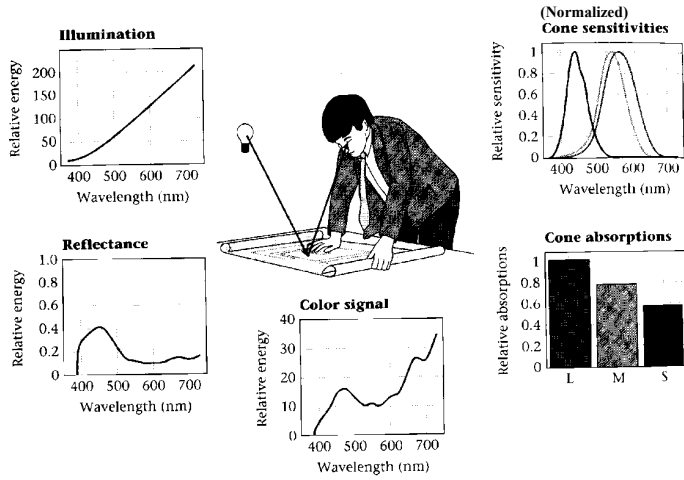 Illumination
Relative energy
200
150
100
50
0
400 500 600 700
Wavelength (nm)
(Normalized)
Cone sensitivities
Relative sensitivity
1
0.8
0.6
0.4
0.2
0
400 500 600 700
Wavelength (nm)
Reflectance
Relative energy
1.0
0.8
0.6
0.4
0.2
0
400 500 600 700
Wavelength (nm)
Color signal
Relative energy
40
30
20
10
0
400 500 600 700
Wavelength (nm)
Cone absorptions
Relative absorptions
1
0.8
0.6
0.4
0.2
0
L M S